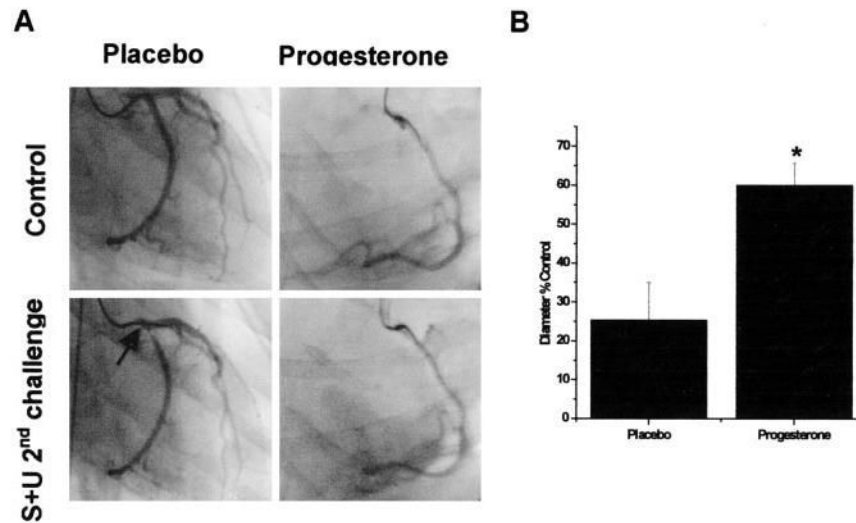 A
Placebo
Progesterone
Control
S+U 2nd challenge
B
Diameter % Control
70
60
50
40
30
20
10
0
*
Placebo
Progesterone